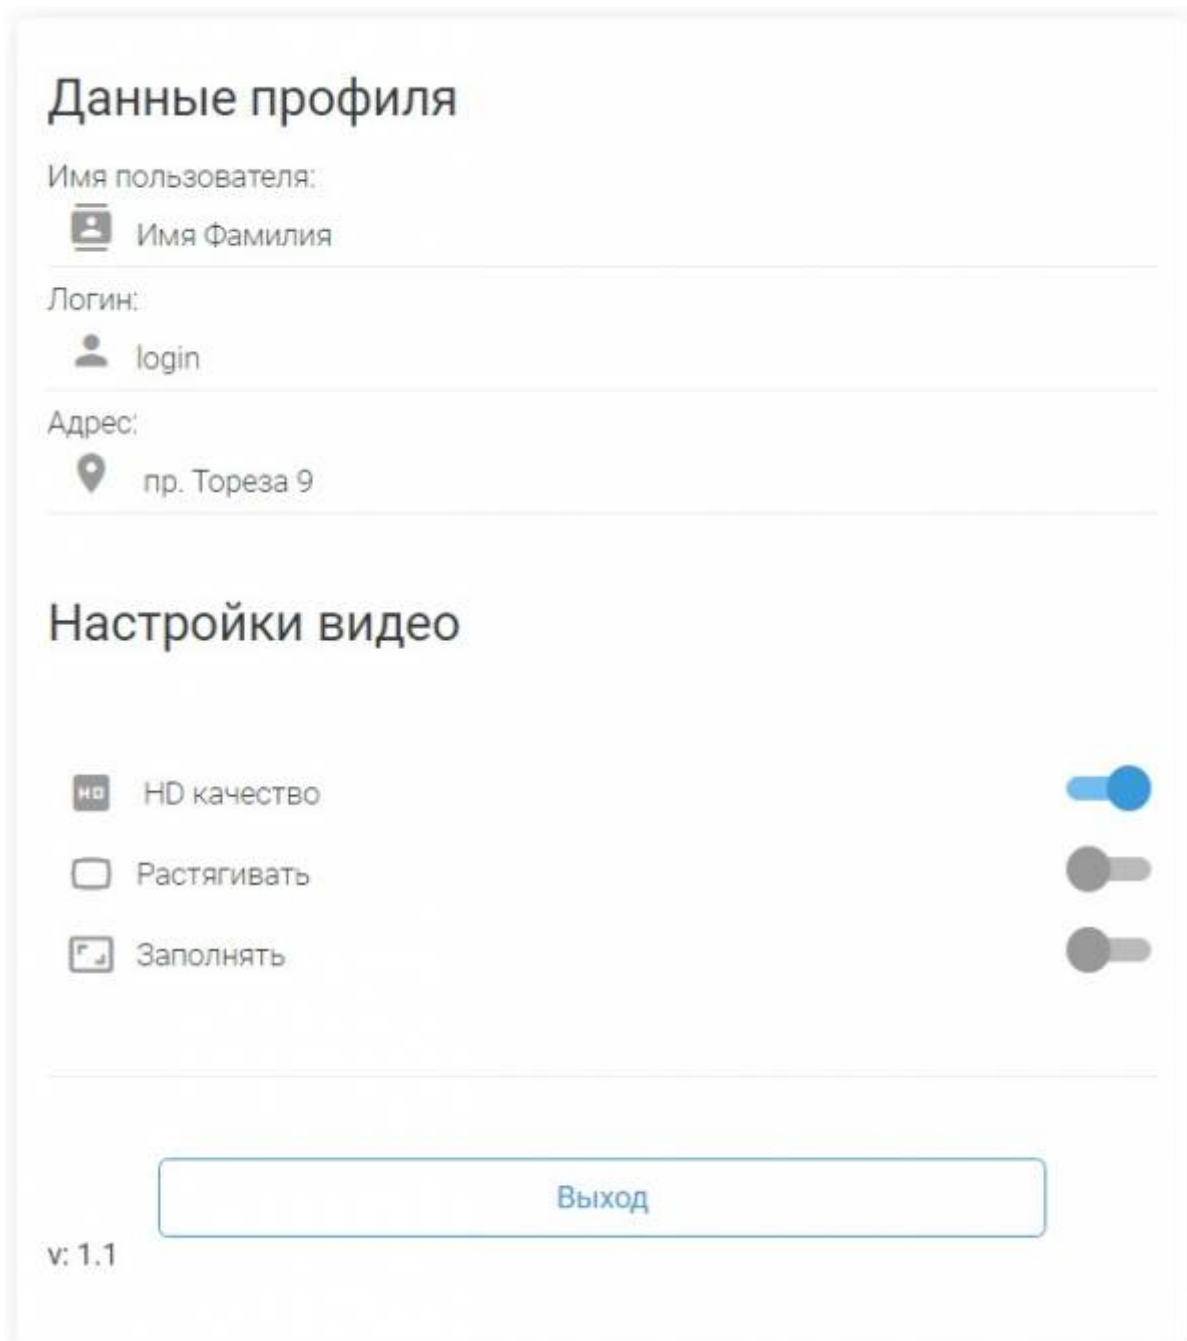 Данные профиля
Имя пользователя:
Имя Фамилия
Логин:
login
Адрес:
пр. Тореза 9
Настройки видео
HD
HD качество
Растягивать
Заполнять
Выход
v: 1.1